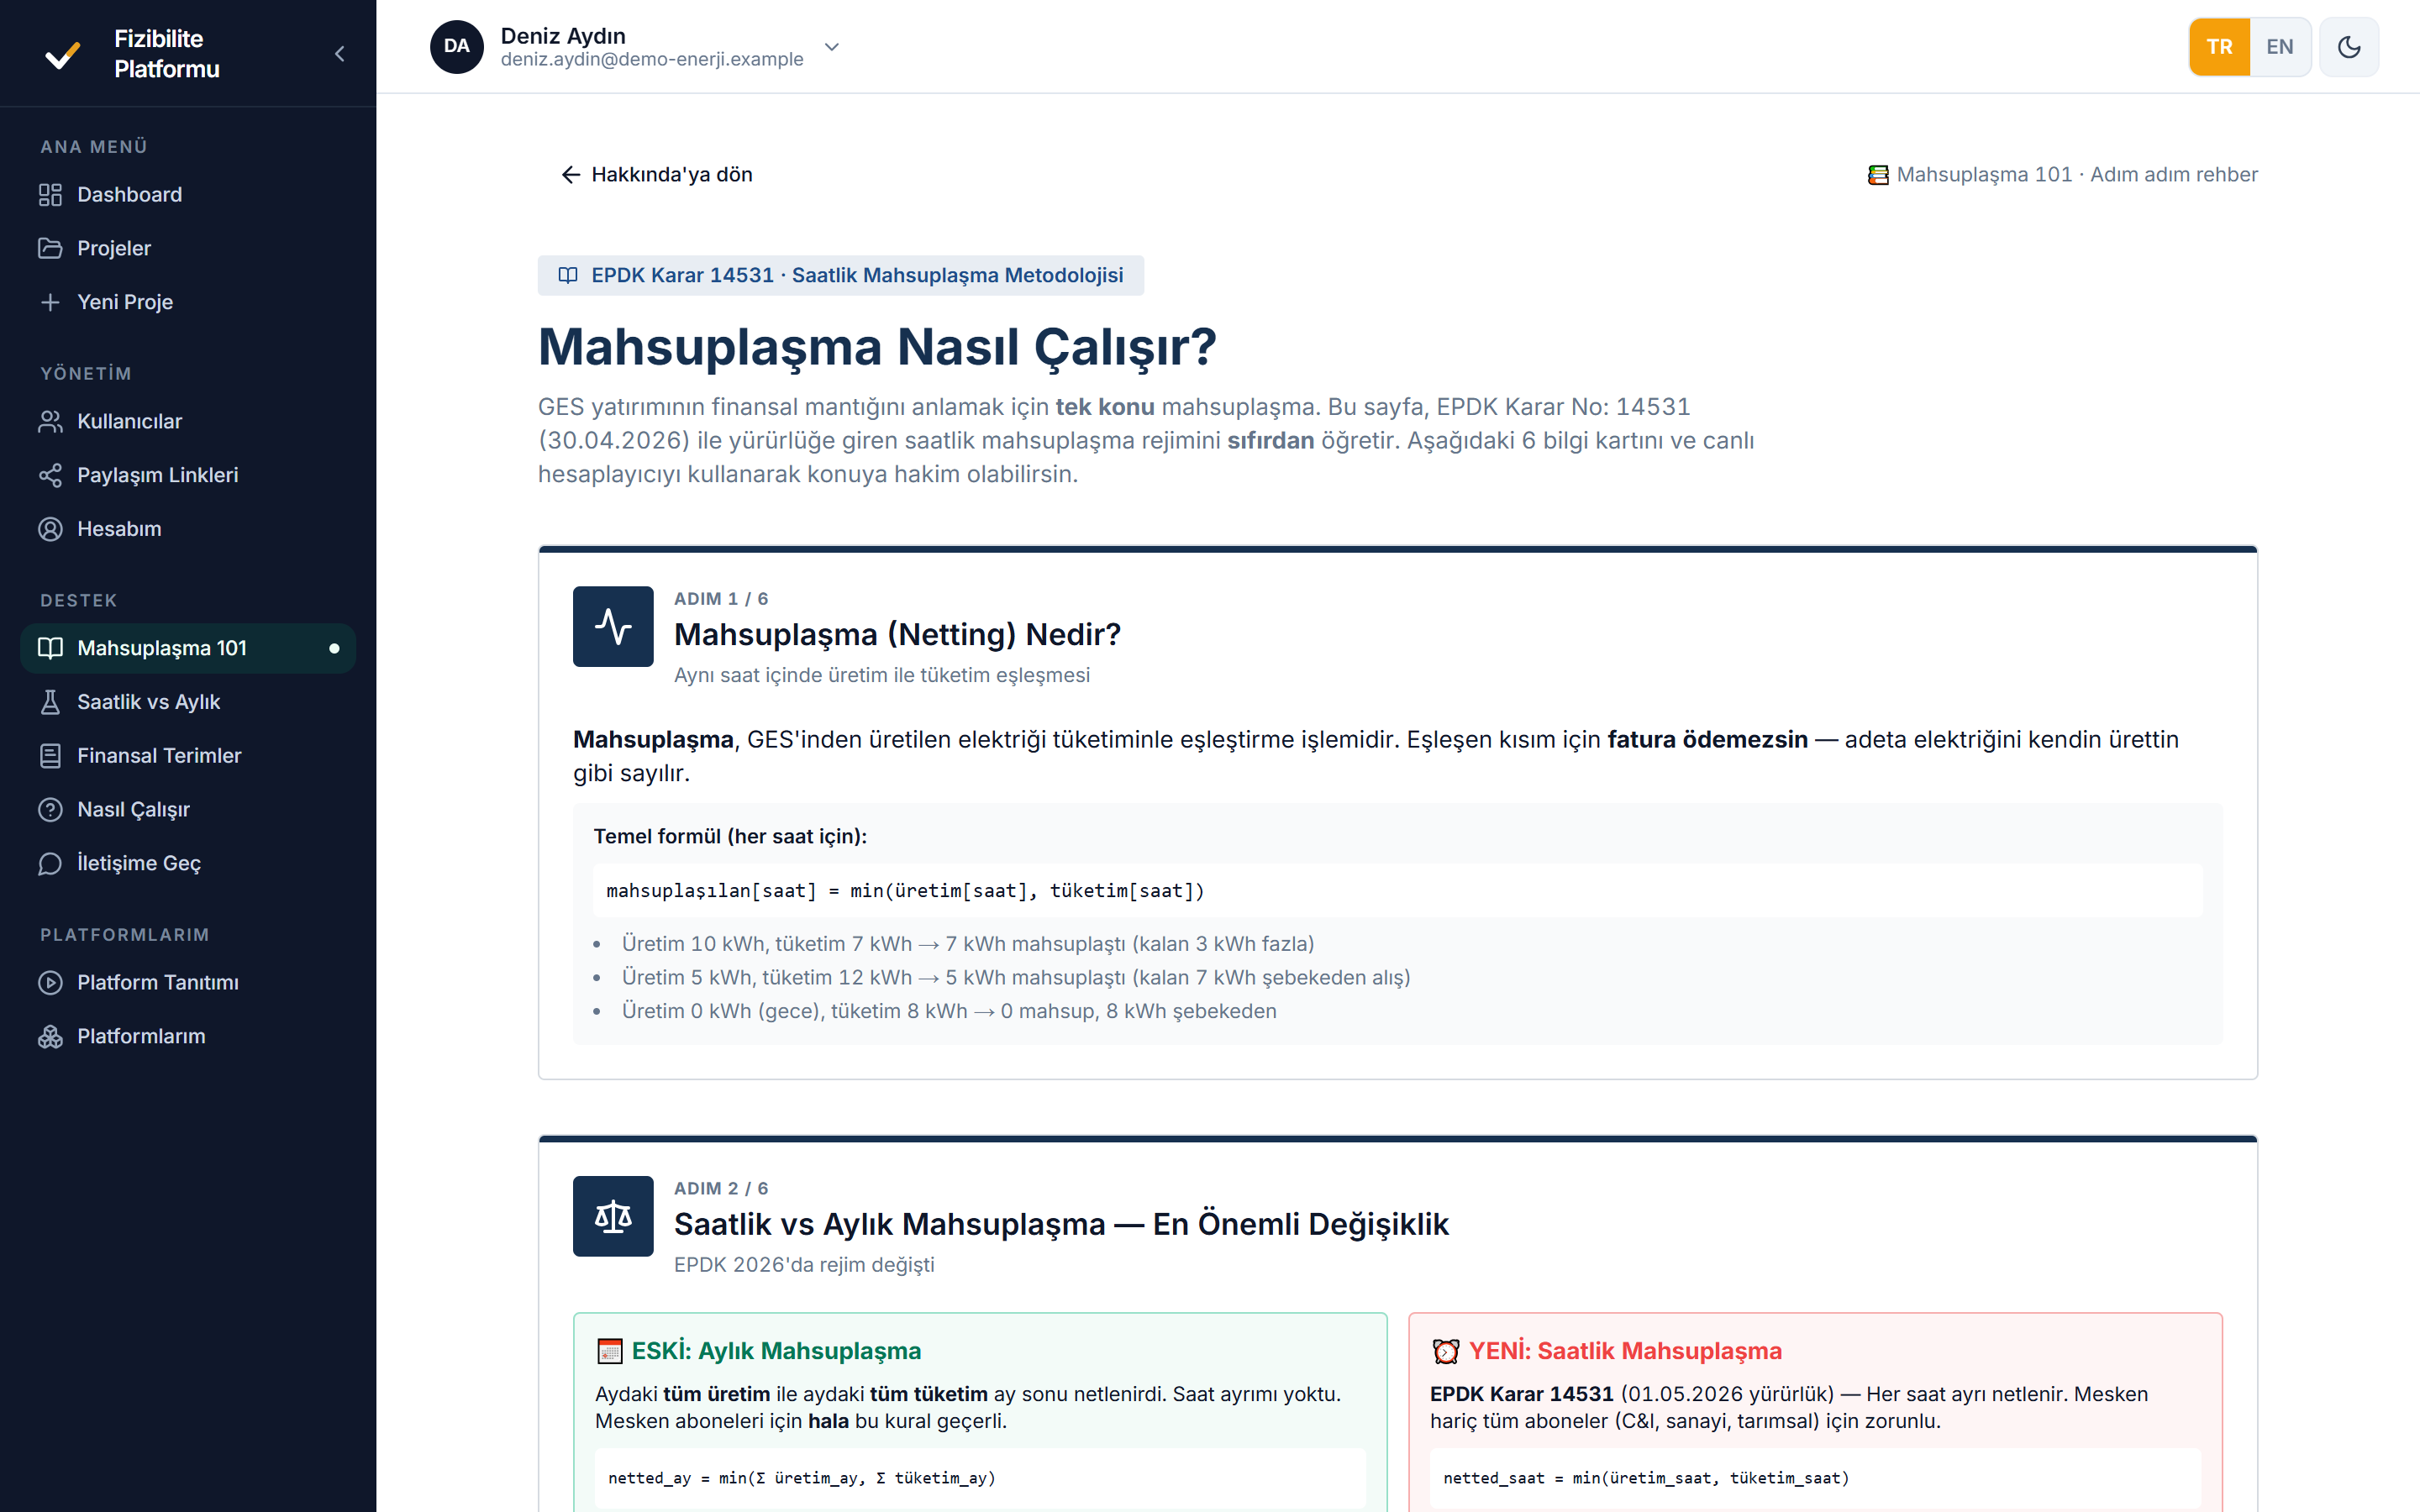 Fizibilite
Platformu
ANA MENÜ
Dashboard
Projeler
Yeni Proje
YÖNETİM
Kullanıcılar
Paylaşım Linkleri
Hesabım
DESTEK
Mahsuplaşma 101
Saatlik vs Aylık
Finansal Terimler
Nasıl Çalışır
İletişime Geç
PLATFORMLARIM
Platform Tanıtımı
Platformlarım
DA
Deniz Aydın
deniz.aydin@demo-enerji.example
TR
EN
Hakkında'ya dön
Mahsuplaşma 101 · Adım adım rehber
EPDK Karar 14531 · Saatlik Mahsuplaşma Metodolojisi
Mahsuplaşma Nasıl Çalışır?
GES yatırımının finansal mantığını anlamak için tek konu mahsuplaşma. Bu sayfa, EPDK Karar No: 14531
(30.04.2026) ile yürürlüğe giren saatlik mahsuplaşma rejimini sıfırdan öğretir. Aşağıdaki 6 bilgi kartını ve canlı
hesaplayıcıyı kullanarak konuya hakim olabilirsin.
ADIM 1 / 6
Mahsuplaşma (Netting) Nedir?
Aynı saat içinde üretim ile tüketim eşleşmesi
Mahsuplaşma, GES'inden üretilen elektriği tüketiminle eşleştirme işlemidir. Eşleşen kısım için fatura ödemezsin — adeta elektriğini kendin ürettin
gibi sayılır.
Temel formül (her saat için):
mahsuplaşılan[saat] = min(üretim[saat], tüketim[saat])
• Üretim 10 kWh, tüketim 7 kWh → 7 kWh mahsuplaştı (kalan 3 kWh fazla)
• Üretim 5 kWh, tüketim 12 kWh → 5 kWh mahsuplaştı (kalan 7 kWh şebekeden alış)
• Üretim 0 kWh (gece), tüketim 8 kWh → 0 mahsup, 8 kWh şebekeden
ADIM 2 / 6
Saatlik vs Aylık Mahsuplaşma — En Önemli Değişiklik
EPDK 2026'da rejim değişti
ESKİ: Aylık Mahsuplaşma
Aydaki tüm üretim ile aydaki tüm tüketim ay sonu netlenirdi. Saat ayrımı yoktu.
Mesken aboneleri için hala bu kural geçerli.
netted_ay = min(Σ üretim_ay, Σ tüketim_ay)
YENİ: Saatlik Mahsuplaşma
EPDK Karar 14531 (01.05.2026 yürürlük) — Her saat ayrı netlenir. Mesken
hariç tüm aboneler (C&I, sanayi, tarımsal) için zorunlu.
netted_saat = min(üretim_saat, tüketim_saat)